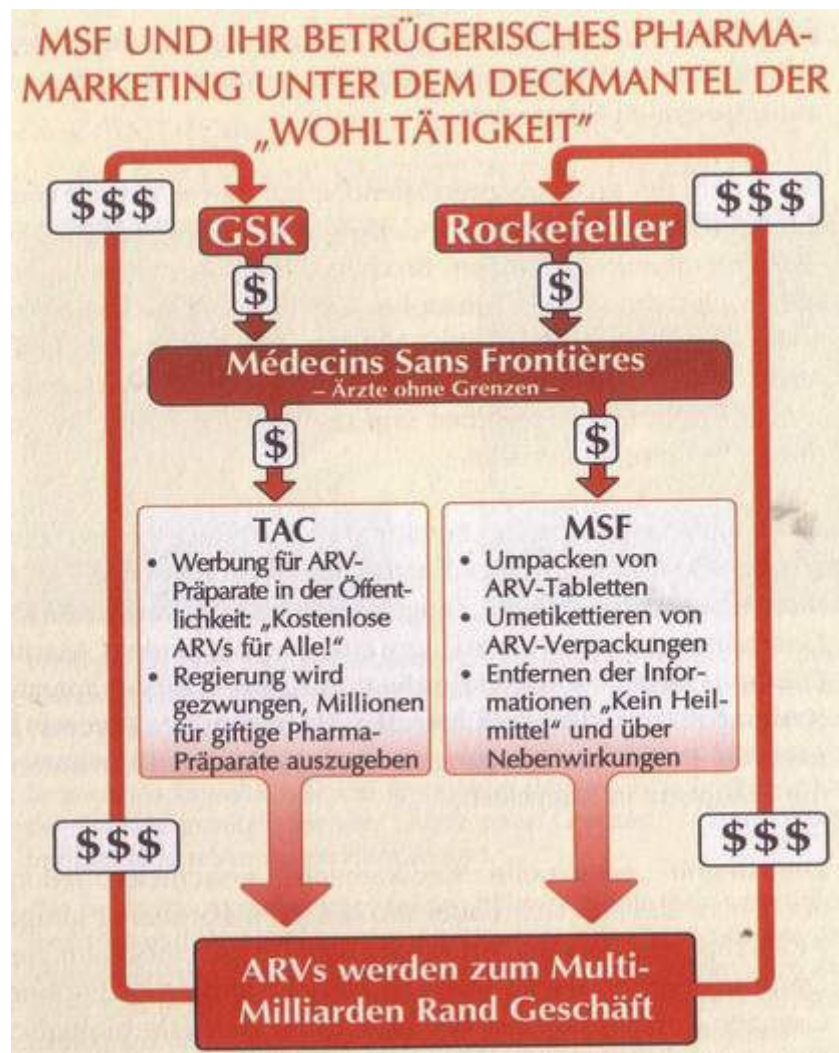 MSF UND IHR BETRÜGERISCHES PHARMA-
MARKETING UNTER DEM DECKMANTEL DER
„WOHLTÄTIGKEIT”
$$$
$$$
GSK
Rockefeller
$
$
Médecins Sans Frontières
– Ärzte ohne Grenzen –
$
$
TAC
• Werbung für ARV-
Präparate in der Öffent-
lichkeit: „Kostenlose
ARVs für Alle!“
• Regierung wird
gezwungen, Millionen
für giftige Pharma-
Präparate auszugeben
MSF
• Umpacken von
ARV-Tabletten
• Umetikettieren von
ARV-Verpackungen
• Entfernen der Infor-
mationen „Kein Heil-
mittel“ und über
Nebenwirkungen
$$$
$$$
ARVs werden zum Multi-
Milliarden Rand Geschäft